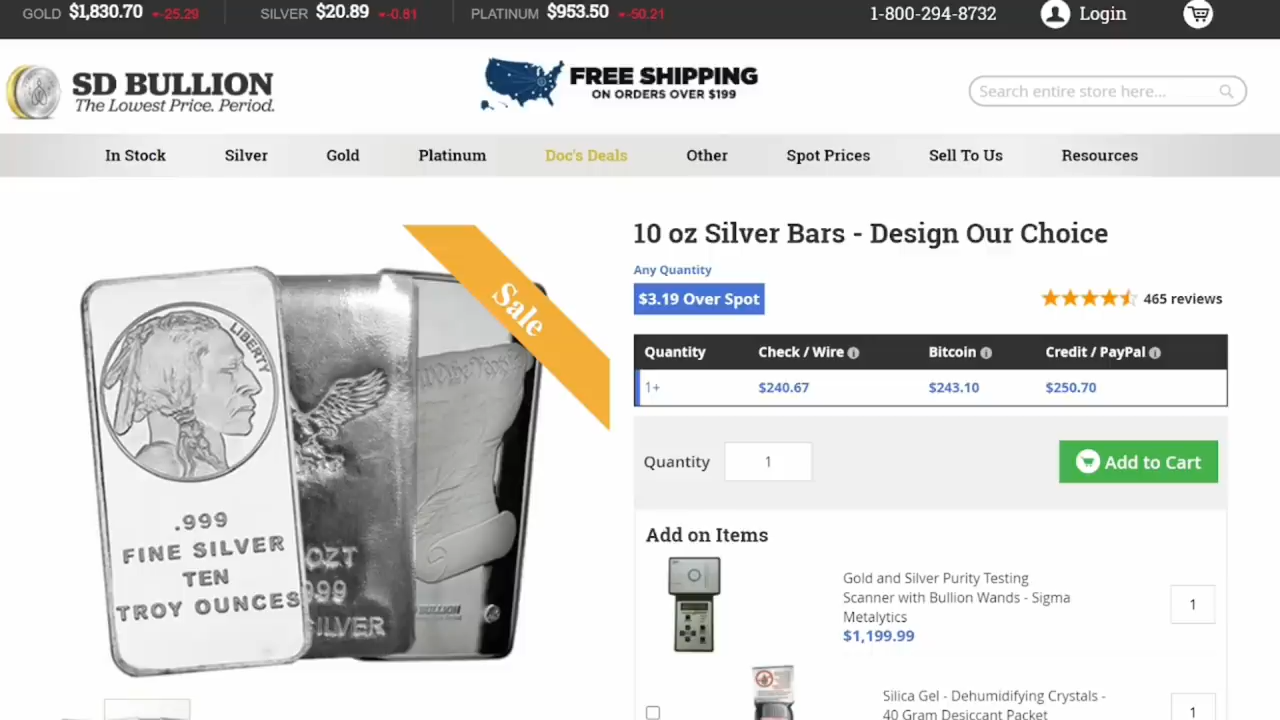 GOLD $1,830.70 -25.29 SILVER $20.89 -0.81 PLATINUM $953.50 -50.21 1-800-294-8732 Login
SD BULLION
The Lowest Price. Period.
FREE SHIPPING
ON ORDERS OVER $199
Search entire store here...
In Stock Silver Gold Platinum Doc's Deals Other Spot Prices Sell To Us Resources
10 oz Silver Bars - Design Our Choice
Any Quantity
$3.19 Over Spot
465 reviews
Quantity Check / Wire Bitcoin Credit / PayPal
1+ $240.67 $243.10 $250.70
Quantity 1 Add to Cart
Add on Items
Gold and Silver Purity Testing
Scanner with Bullion Wands - Sigma
Metalytics
$1,199.99
1
Silica Gel - Dehumidifying Crystals -
40 Gram Desiccant Packet
1
Sale
LIBERTY
.999
FINE SILVER
TEN
TROY OUNCES
OZT
999
SILVER
We the People
BULLION